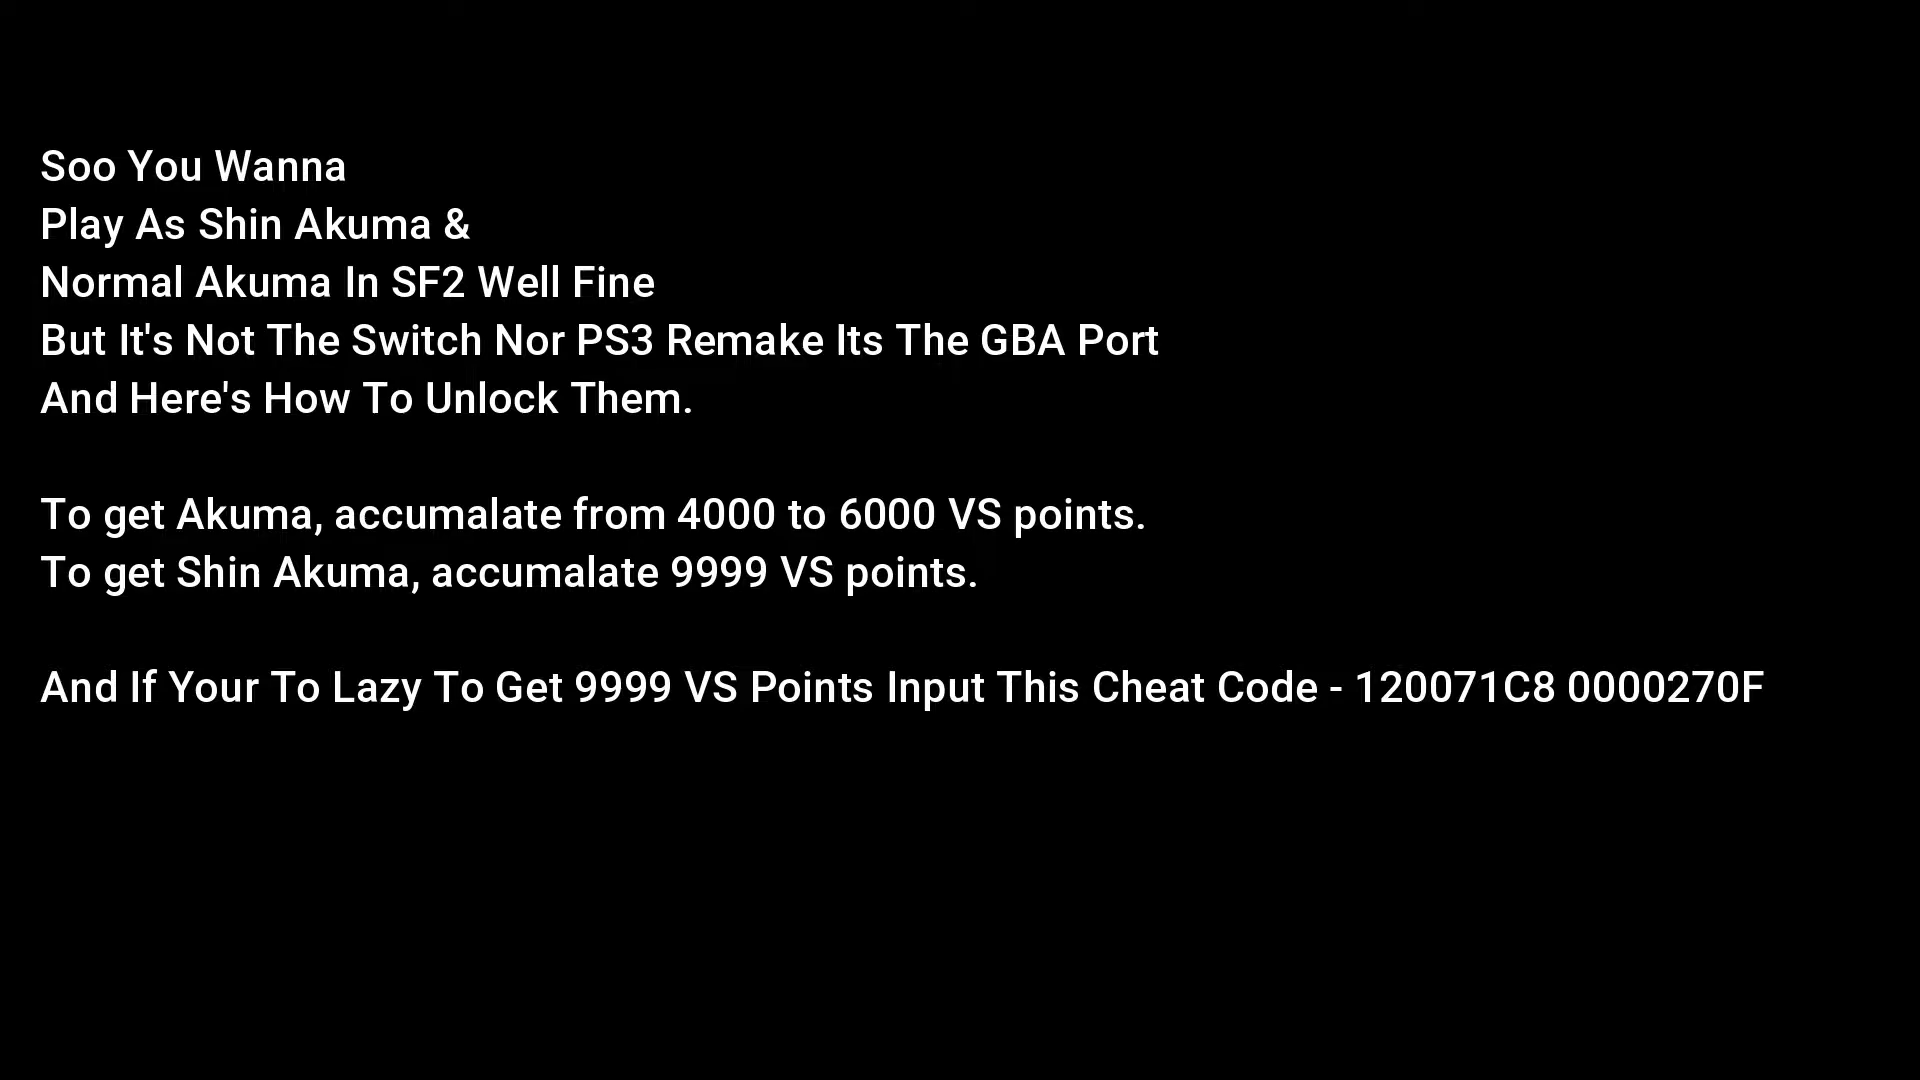 Soo You Wanna
Play As Shin Akuma &
Normal Akuma In SF2 Well Fine
But It's Not The Switch Nor PS3 Remake Its The GBA Port
And Here's How To Unlock Them.
To get Akuma, accumalate from 4000 to 6000 VS points.
To get Shin Akuma, accumalate 9999 VS points.
And If Your To Lazy To Get 9999 VS Points Input This Cheat Code - 120071C8 0000270F